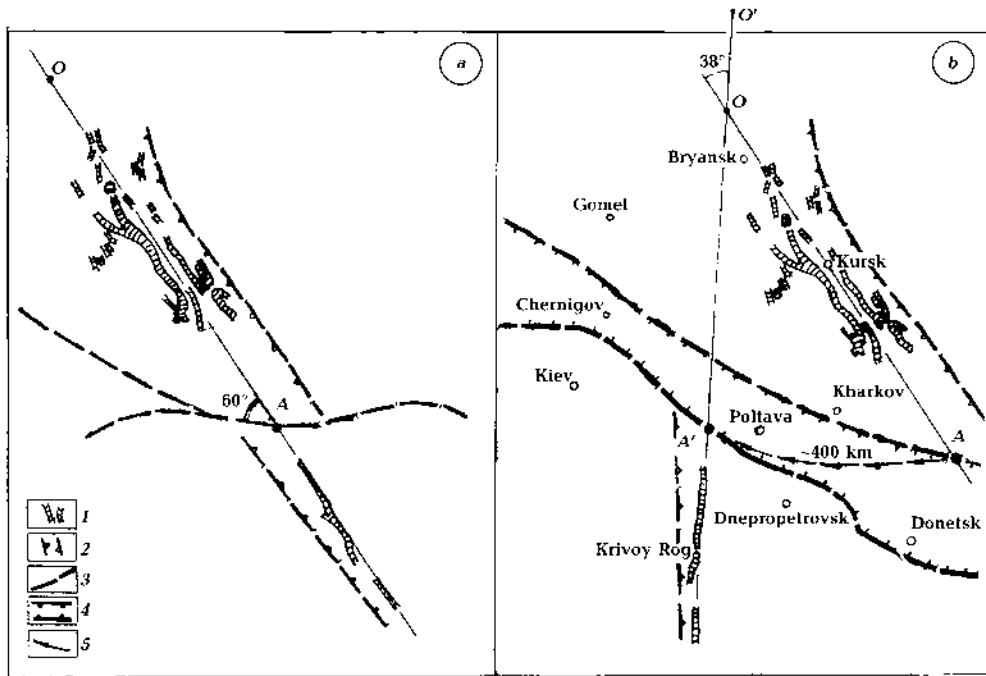 a
O
60°
A
1
2
3
4
5
O'
b
38°
O
Bryansk
Gomel
Kursk
Chernigov
Kiev
Kharkov
Poltava
A'
~400 km
A
Dnepropetrovsk
Donetsk
Krivoy Rog